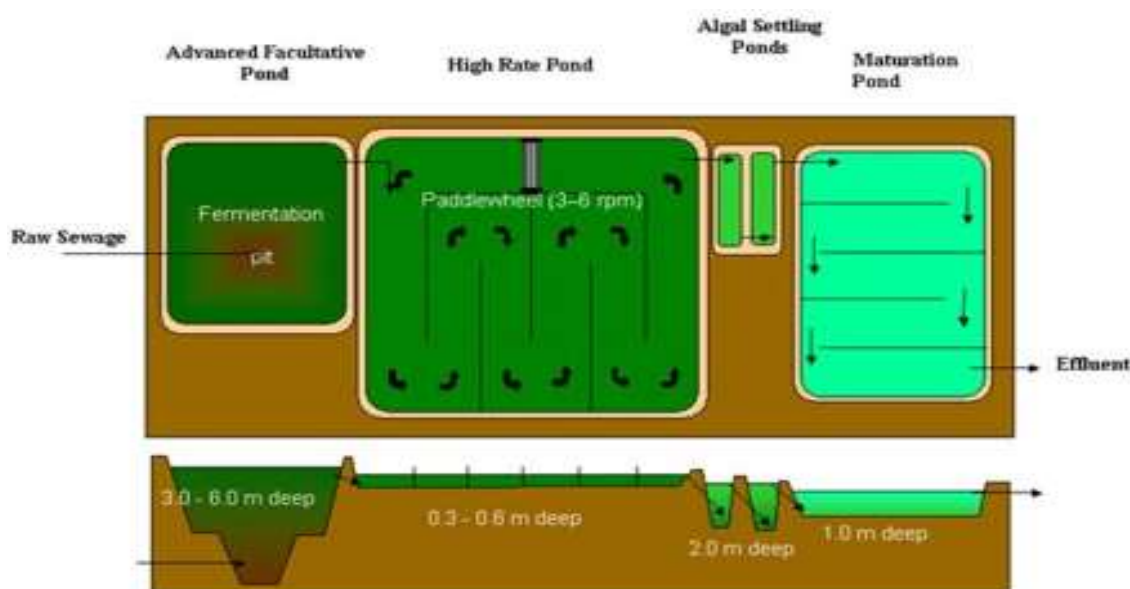 Advanced Facultative
Pond
High Rate Pond
Algal Settling
Ponds
Maturation
Pond
Raw Sewage
Fermentation
pit
Paddlewheel (3–6 rpm)
Effluent
3.0 - 6.0 m deep
0.3 - 0.6 m deep
2.0 m deep
1.0 m deep